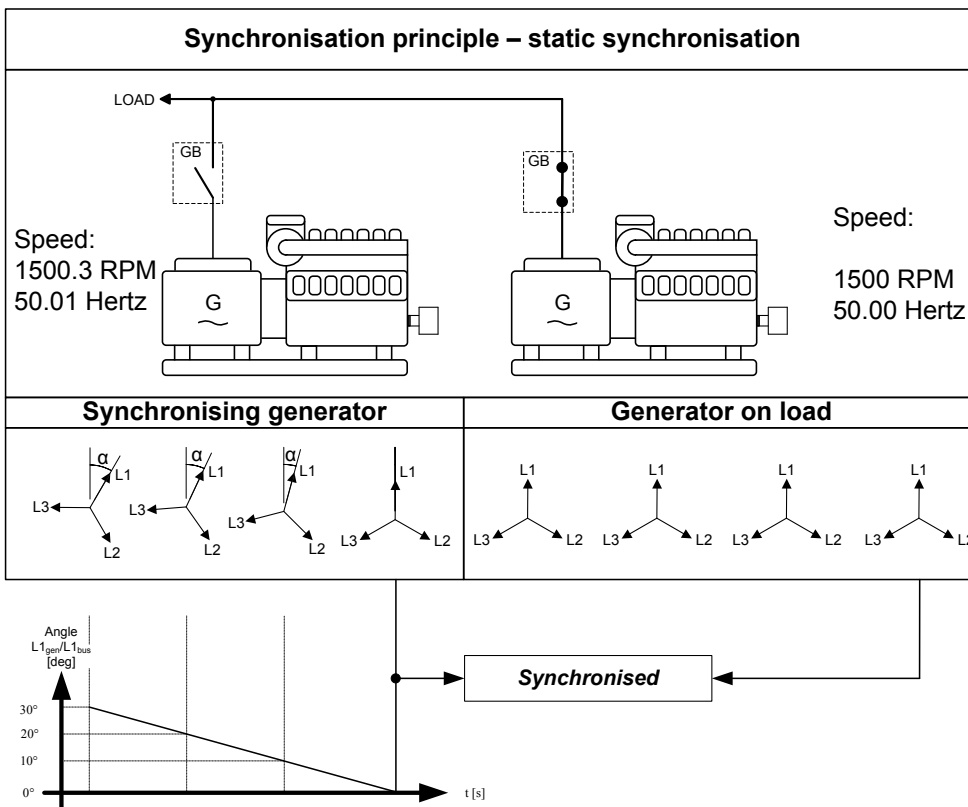 Synchronisation principle – static synchronisation
LOAD
GB
GB
Speed:
1500.3 RPM
50.01 Hertz
Speed:
1500 RPM
50.00 Hertz
G
G
Synchronising generator
Generator on load
α
L1
L2
L3
α
L1
L2
L3
α
L1
L2
L3
L1
L2
L3
L1
L2
L3
L1
L2
L3
L1
L2
L3
L1
L2
L3
Angle
L1gen/L1bus
[deg]
Synchronised
30°
20°
10°
0°
t [s]